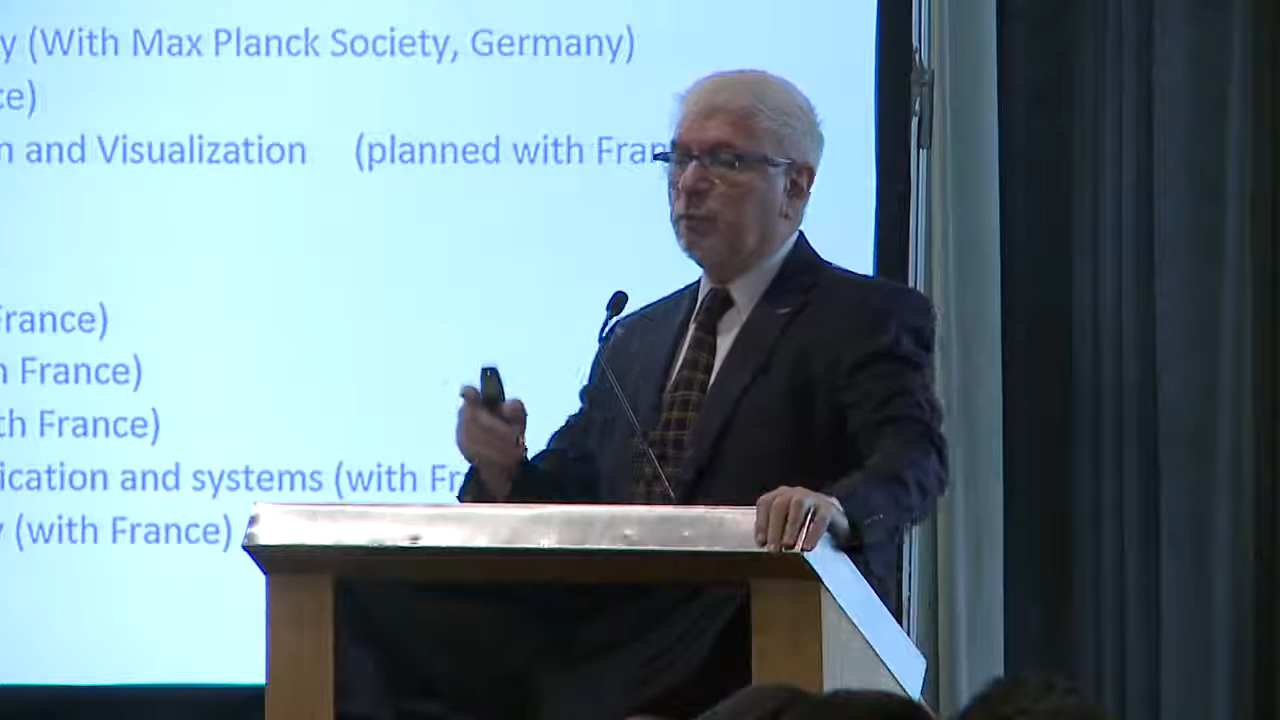 y (With Max Planck Society, Germany)
ce)
n and Visualization (planned with Fran
France)
h France)
th France)
ication and systems (with Fr
y (with France)